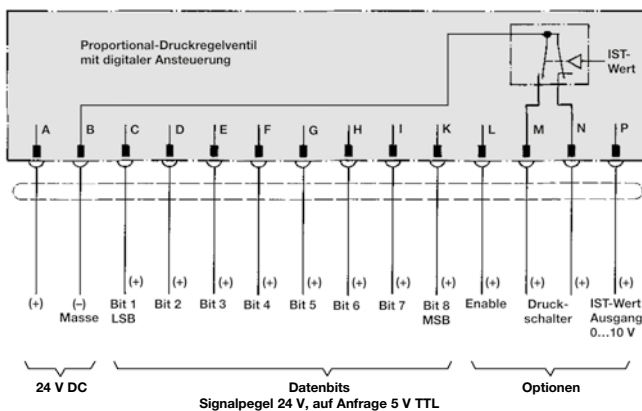 Proportional-Druckregelventil
mit digitaler Ansteuerung
IST-
Wert
A B C D E F G H I K L M N P
(+) (+) (+) (+) (+) (+) (+) (+) (+) (+) (+) (+)
(+) (–) Bit 1 Bit 2 Bit 3 Bit 4 Bit 5 Bit 6 Bit 7 Bit 8 Enable Druck- IST-Wert
Masse LSB MSB schalter Ausgang
0...10 V
24 V DC Datenbits Optionen
Signalpegel 24 V, auf Anfrage 5 V TTL